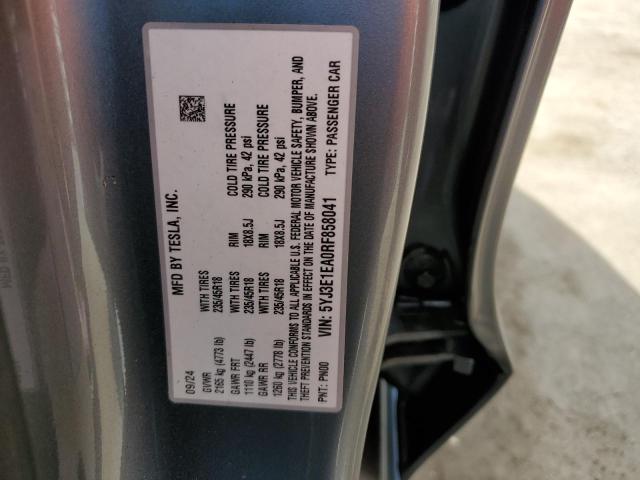 MFD BY TESLA, INC.
09/24
GVWR
2165 kg (4773 lb)
GAWR FRT WITH TIRES RIM COLD TIRE PRESSURE
1110 kg (2447 lb) 235/45R18 18X8.5J 290 kPa, 42 psi
GAWR RR WITH TIRES RIM COLD TIRE PRESSURE
1260 kg (2778 lb) 235/45R18 18X8.5J 290 kPa, 42 psi
THIS VEHICLE CONFORMS TO ALL APPLICABLE U.S. FEDERAL MOTOR VEHICLE SAFETY, BUMPER, AND
THEFT PREVENTION STANDARDS IN EFFECT ON THE DATE OF MANUFACTURE SHOWN ABOVE.
VIN: 5YJ3E1EA0RF858041
PNT: PN00 TYPE: PASSENGER CAR